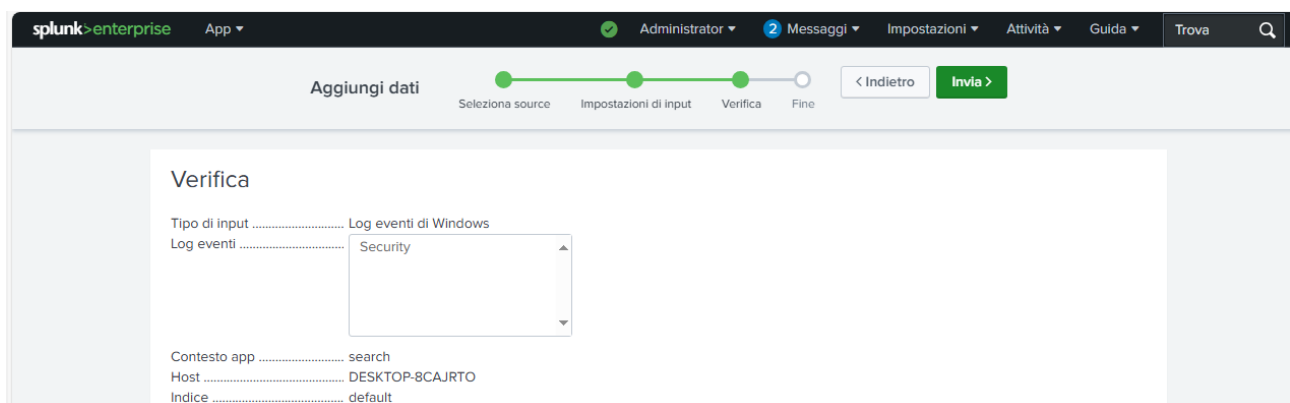 splunk>enterprise App Administrator 2 Messaggi Impostazioni Attività Guida Trova
Aggiungi dati
Seleziona source Impostazioni di input Verifica Fine
< Indietro Invia >
Verifica
Tipo di input ............................ Log eventi di Windows
Log eventi ................................ Security
Contesto app .......................... search
Host ........................................... DESKTOP-8CAJRTO
Indice ........................................ default